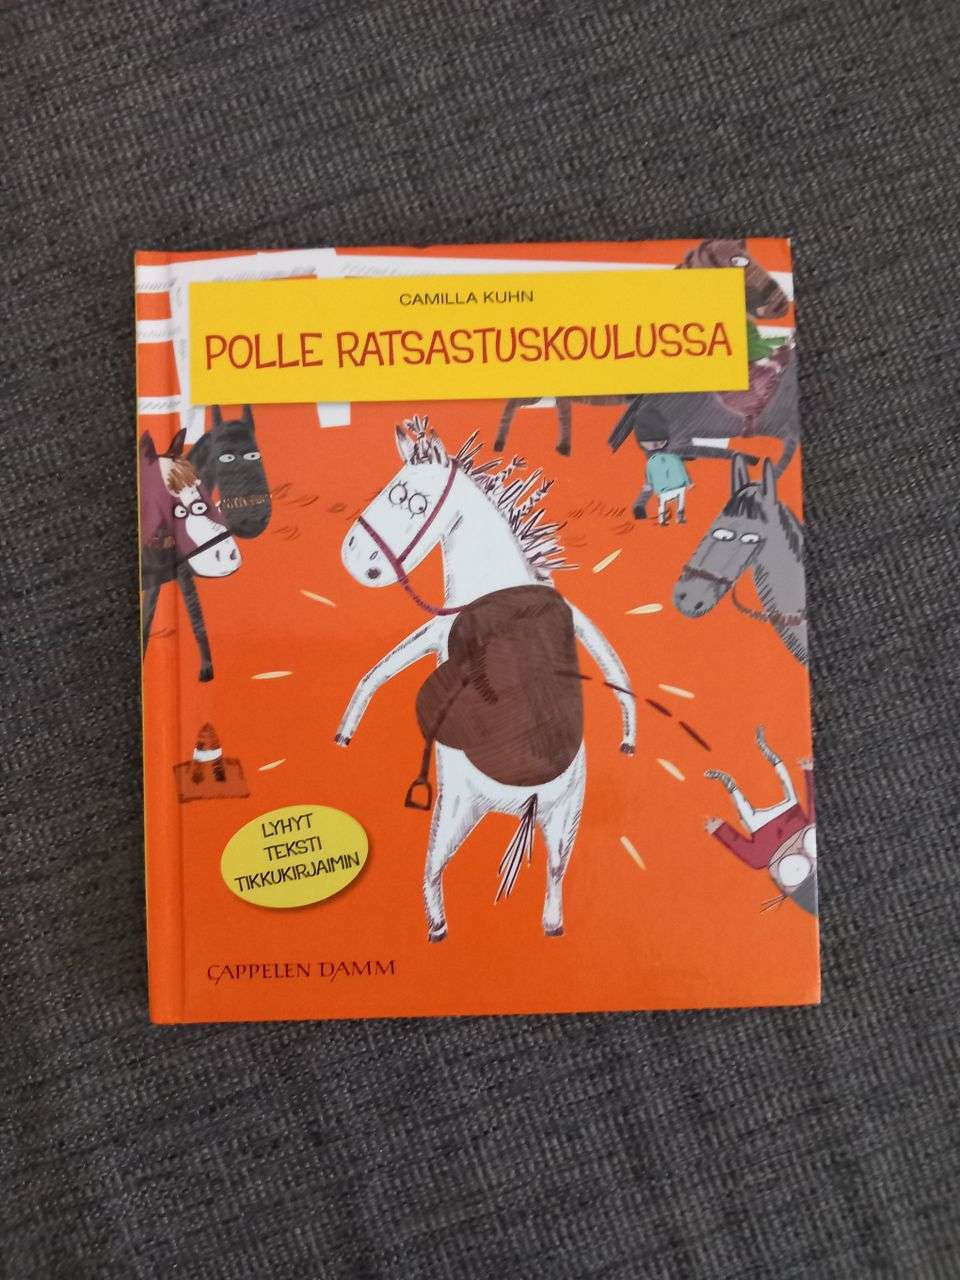 CAMILLA KUHN
POLLE RATSASTUSKOULUSSA
LYHYT
TEKSTI
TIKKUKIRJAIMIN
CAPPELEN DAMM